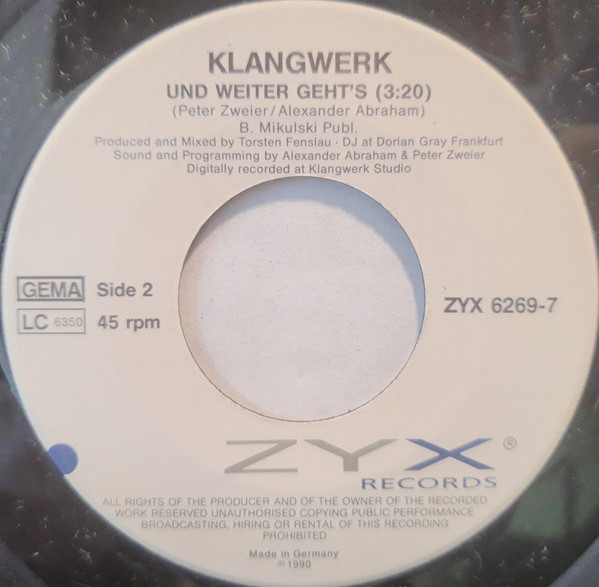 KLANGWERK
UND WEITER GEHT'S (3:20)
(Peter Zweier/Alexander Abraham)
B. Mikulski Publ.
Produced and Mixed by Torsten Fenslau · DJ at Dorian Gray Frankfurt
Sound and Programming by Alexander Abraham & Peter Zweier
Digitally recorded at Klangwerk Studio
GEMA Side 2
LC 6350 45 rpm
ZYX 6269-7
ZYX ®
RECORDS
ALL RIGHTS OF THE PRODUCER AND OF THE OWNER OF THE RECORDED
WORK RESERVED UNAUTHORISED COPYING PUBLIC PERFORMANCE
BROADCASTING, HIRING OR RENTAL OF THIS RECORDING
PROHIBITED
Made in Germany
℗ 1990